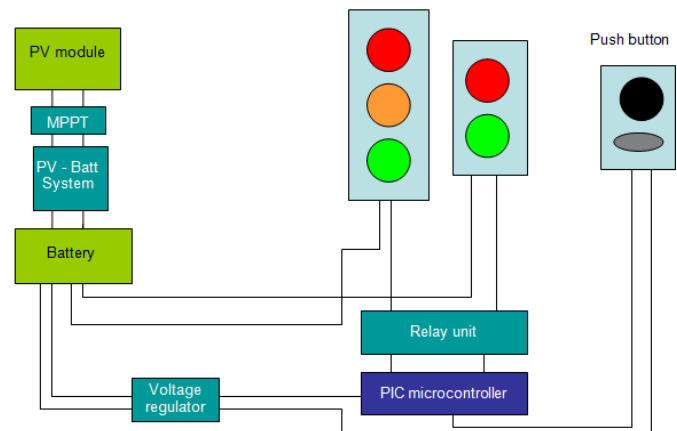 PV module
Push button
MPPT
PV - Batt
System
Battery
Relay unit
Voltage
regulator
PIC microcontroller